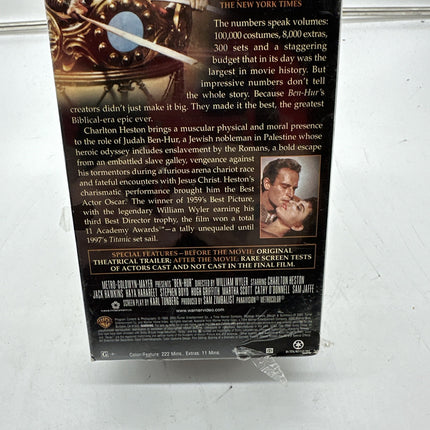 THE NEW YORK TIMES
The numbers speak volumes:
100,000 costumes, 8,000 extras,
300 sets and a staggering
budget that in its day was the
largest in movie history. But
impressive numbers don't tell
the whole story. Because Ben-Hur's
creators didn't just make it big. They made it the best, the greatest
Biblical-era epic ever.
Charlton Heston brings a muscular physical and moral presence
to the role of Judah Ben-Hur, a Jewish nobleman in Palestine whose
heroic odyssey includes enslavement by the Romans, a bold escape
from an embattled slave galley, vengeance against
his tormentors during a furious arena chariot race
and fateful encounters with Jesus Christ. Heston's
charismatic performance brought him the Best
Actor Oscar. The winner of 1959's Best Picture,
with the legendary William Wyler earning his
third Best Director trophy, the film won a total
11 Academy Awards™—a tally unequaled until
1997's Titanic set sail.
SPECIAL FEATURES – BEFORE THE MOVIE: ORIGINAL
THEATRICAL TRAILER; AFTER THE MOVIE: RARE SCREEN TESTS
OF ACTORS CAST AND NOT CAST IN THE FINAL FILM.
METRO-GOLDWYN-MAYER PRESENTS "BEN-HUR" DIRECTED BY WILLIAM WYLER STARRING CHARLTON HESTON
JACK HAWKINS HAYA HARAREET STEPHEN BOYD HUGH GRIFFITH MARTHA SCOTT CATHY O'DONNELL SAM JAFFE
SCREEN PLAY BY KARL TUNBERG PRODUCED BY SAM ZIMBALIST
www.warnervideo.com
G
Color/Feature 222 Mins. Extras 11 Mins.